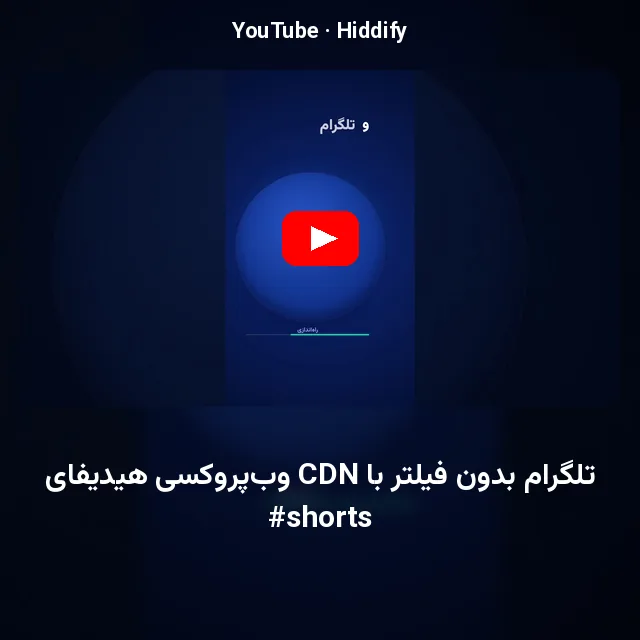 YouTube · Hiddify
و تلگرام
راه‌اندازی
تلگرام بدون فیلتر با CDN وب‌پروکسی هیدیفای
#shorts